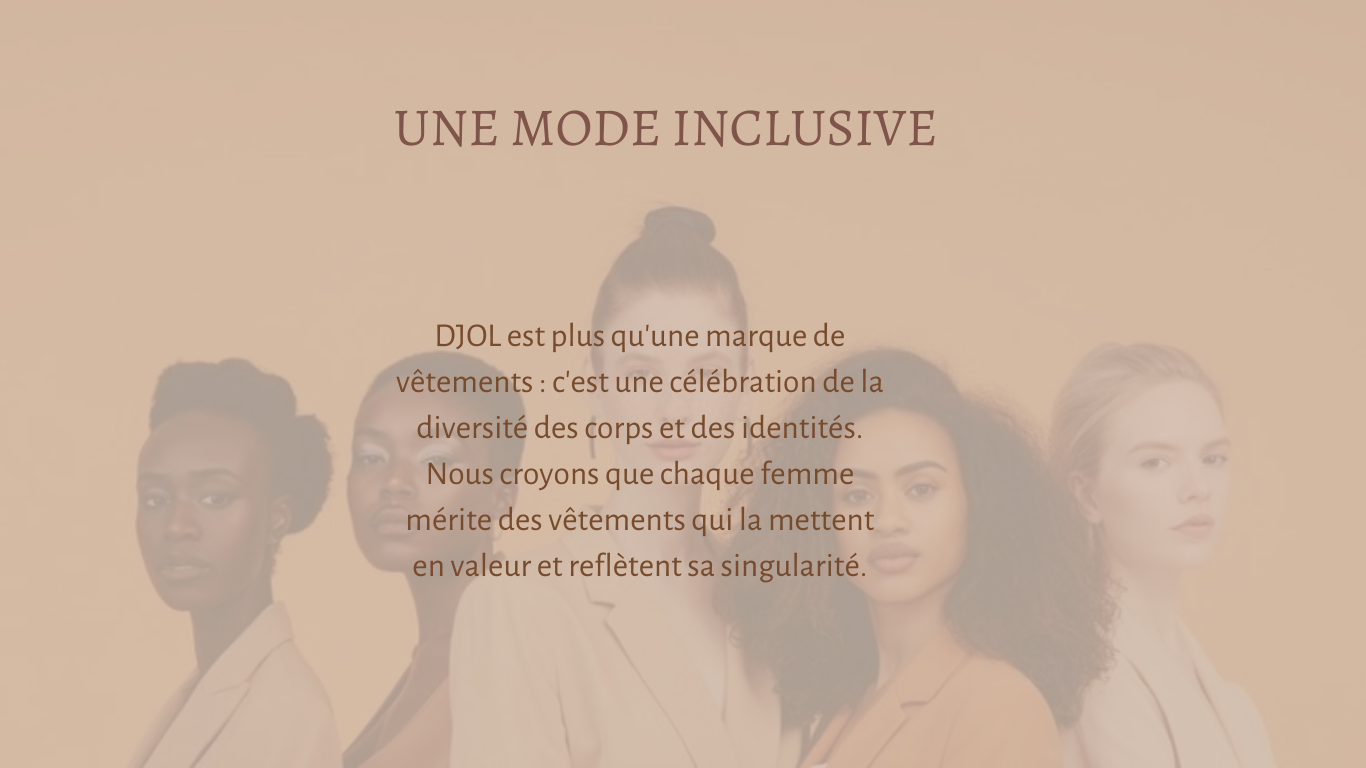 UNE MODE INCLUSIVE
DJOL est plus qu'une marque de
vêtements : c'est une célébration de la
diversité des corps et des identités.
Nous croyons que chaque femme
mérite des vêtements qui la mettent
en valeur et reflètent sa singularité.